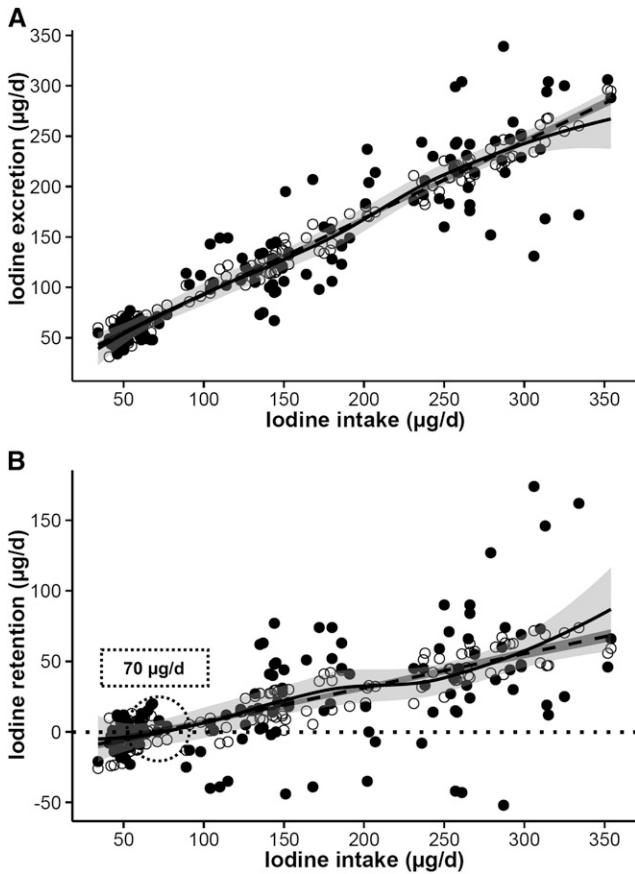 A
350
300
250
200
150
100
50
Iodine excretion (µg/d)
50 100 150 200 250 300 350
Iodine intake (µg/d)
B
150
100
50
0
-50
Iodine retention (µg/d)
70 µg/d
50 100 150 200 250 300 350
Iodine intake (µg/d)